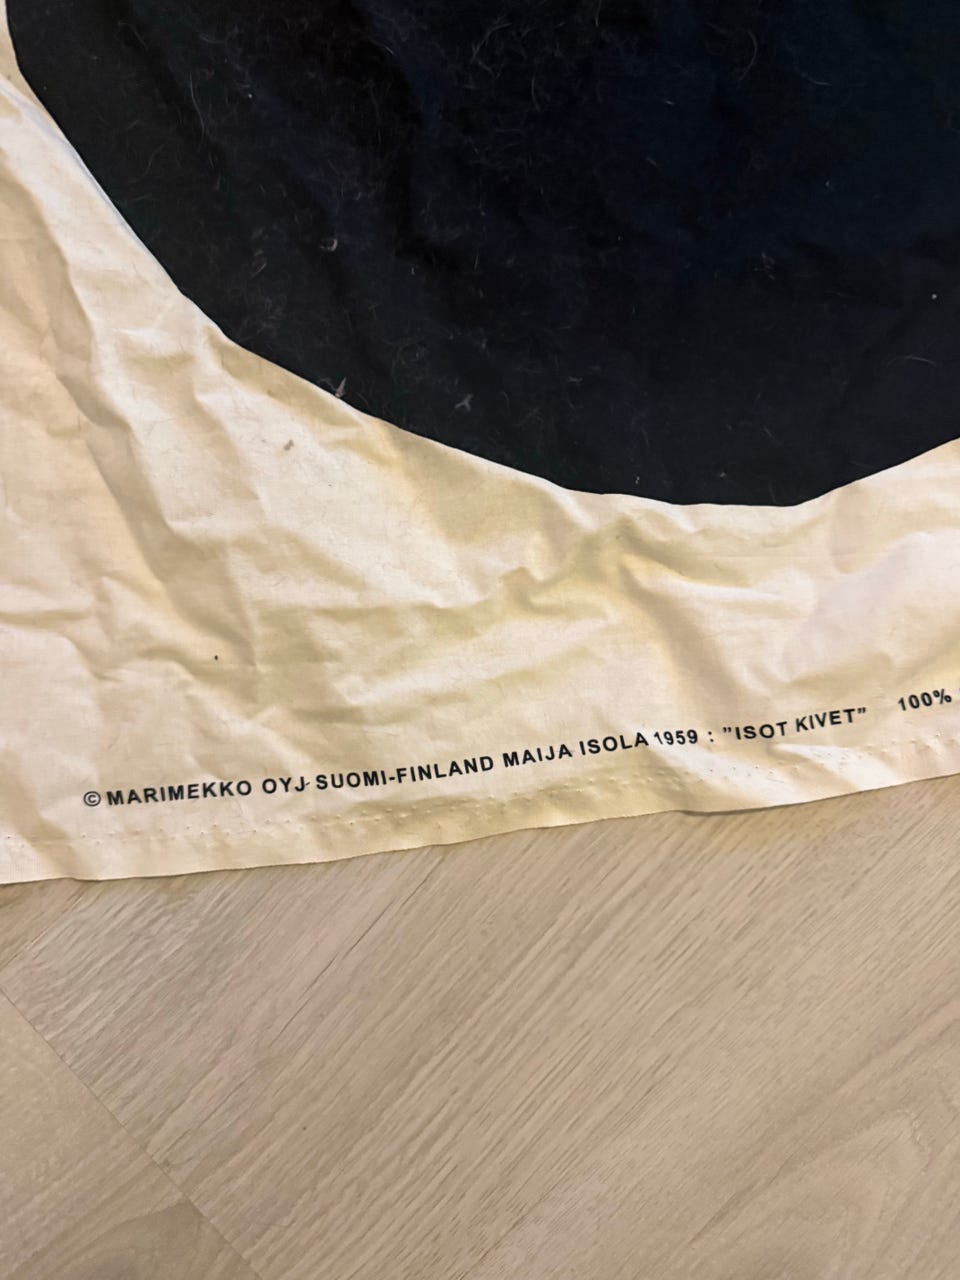 © MARIMEKKO OYJ SUOMI-FINLAND MAIJA ISOLA 1959 : "ISOT KIVET" 100%